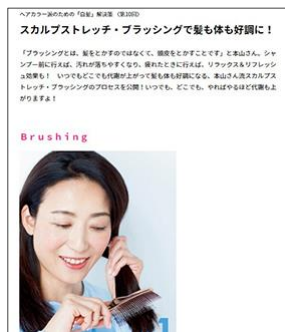 ヘアカラー派のための「白髪」解決策 (第10回)
スカルプストレッチ・ブラッシングで髪も体も好調に！
「ブラッシングとは、髪をとかすのではなくて、頭皮をとかすことです」と本山さん。シャ
ンプー前に行えば、汚れが落ちやすくなり、疲れたときに行えば、リラックス＆リフレッシ
ュ効果も！ いつでもどこでも代謝が上がって髪も体も好調になる、本山さん流スカルプス
トレッチ・ブラッシングのプロセスを公開！いつでも、どこでも、やればやるほど代謝も上
がりますよ！
Brushing
1